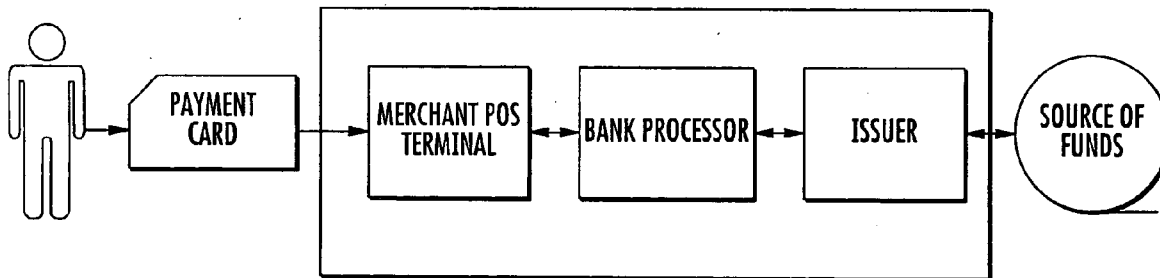 PAYMENT
CARD
MERCHANT POS
TERMINAL
BANK PROCESSOR
ISSUER
SOURCE OF
FUNDS